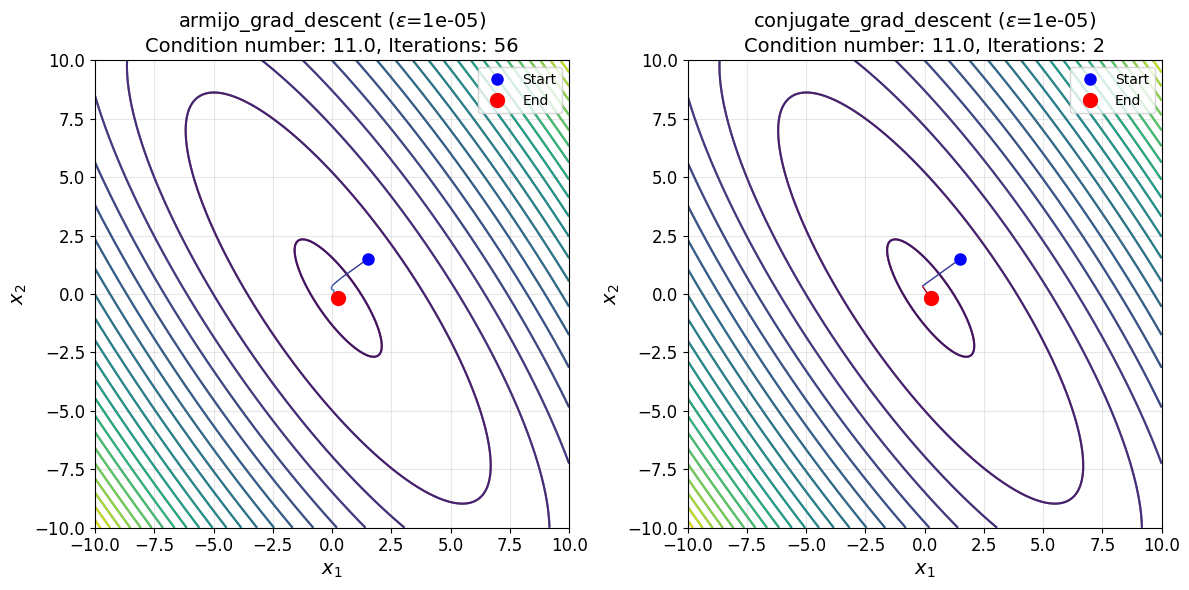 armijo_grad_descent (ε=1e-05)
Condition number: 11.0, Iterations: 56
Start
End
10.0
7.5
5.0
2.5
0.0
−2.5
−5.0
−7.5
−10.0
x₂
−10.0 −7.5 −5.0 −2.5 0.0 2.5 5.0 7.5 10.0
x₁
conjugate_grad_descent (ε=1e-05)
Condition number: 11.0, Iterations: 2
Start
End
10.0
7.5
5.0
2.5
0.0
−2.5
−5.0
−7.5
−10.0
x₂
−10.0 −7.5 −5.0 −2.5 0.0 2.5 5.0 7.5 10.0
x₁